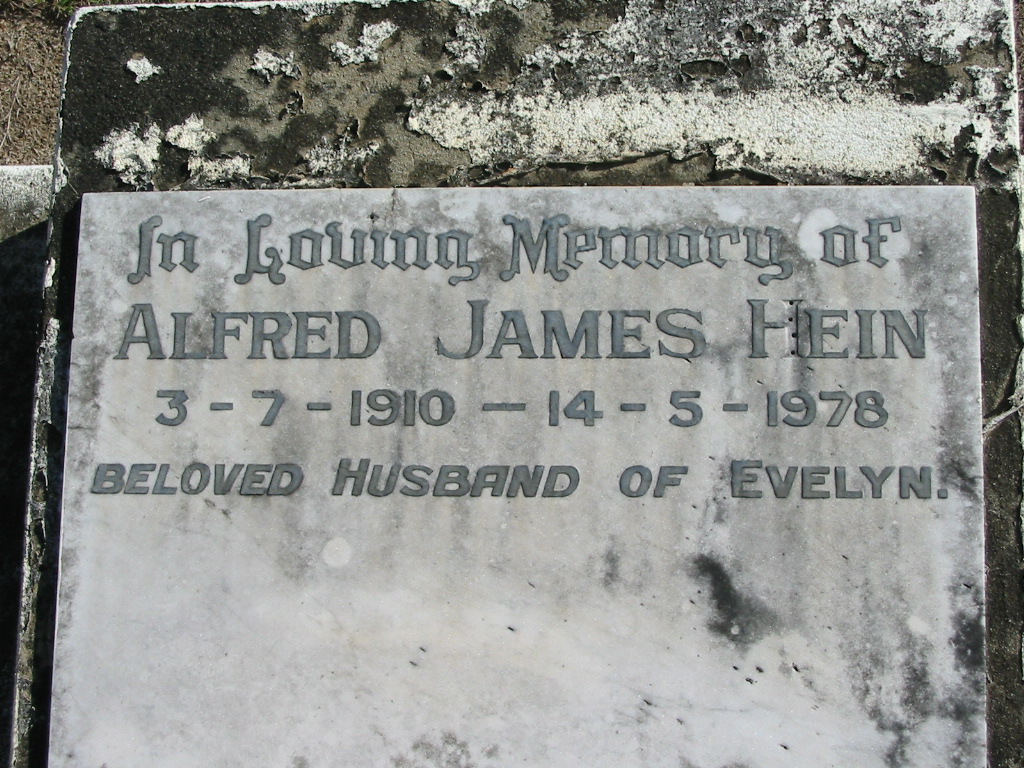 In Loving Memory of
ALFRED JAMES HEIN
3 - 7 - 1910 — 14 - 5 - 1978
BELOVED HUSBAND OF EVELYN.